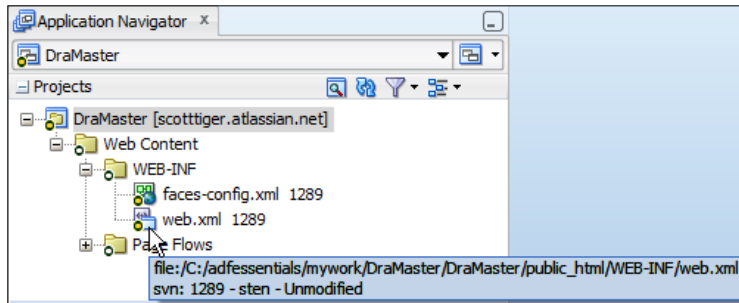 Application Navigator x
DraMaster
Projects
DraMaster [scotttiger.atlassian.net]
Web Content
WEB-INF
faces-config.xml 1289
web.xml 1289
Page Flows
file:/C:/adfessentials/mywork/DraMaster/DraMaster/public_html/WEB-INF/web.xml
svn: 1289 - sten - Unmodified